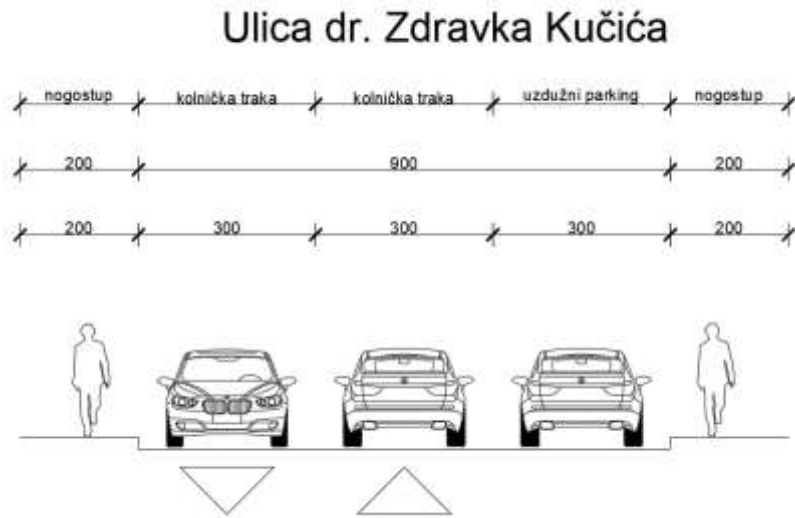 Ulica dr. Zdravka Kučića
nogostup kolnička traka kolnička traka uzdužni parking nogostup
200 900 200
200 300 300 300 200